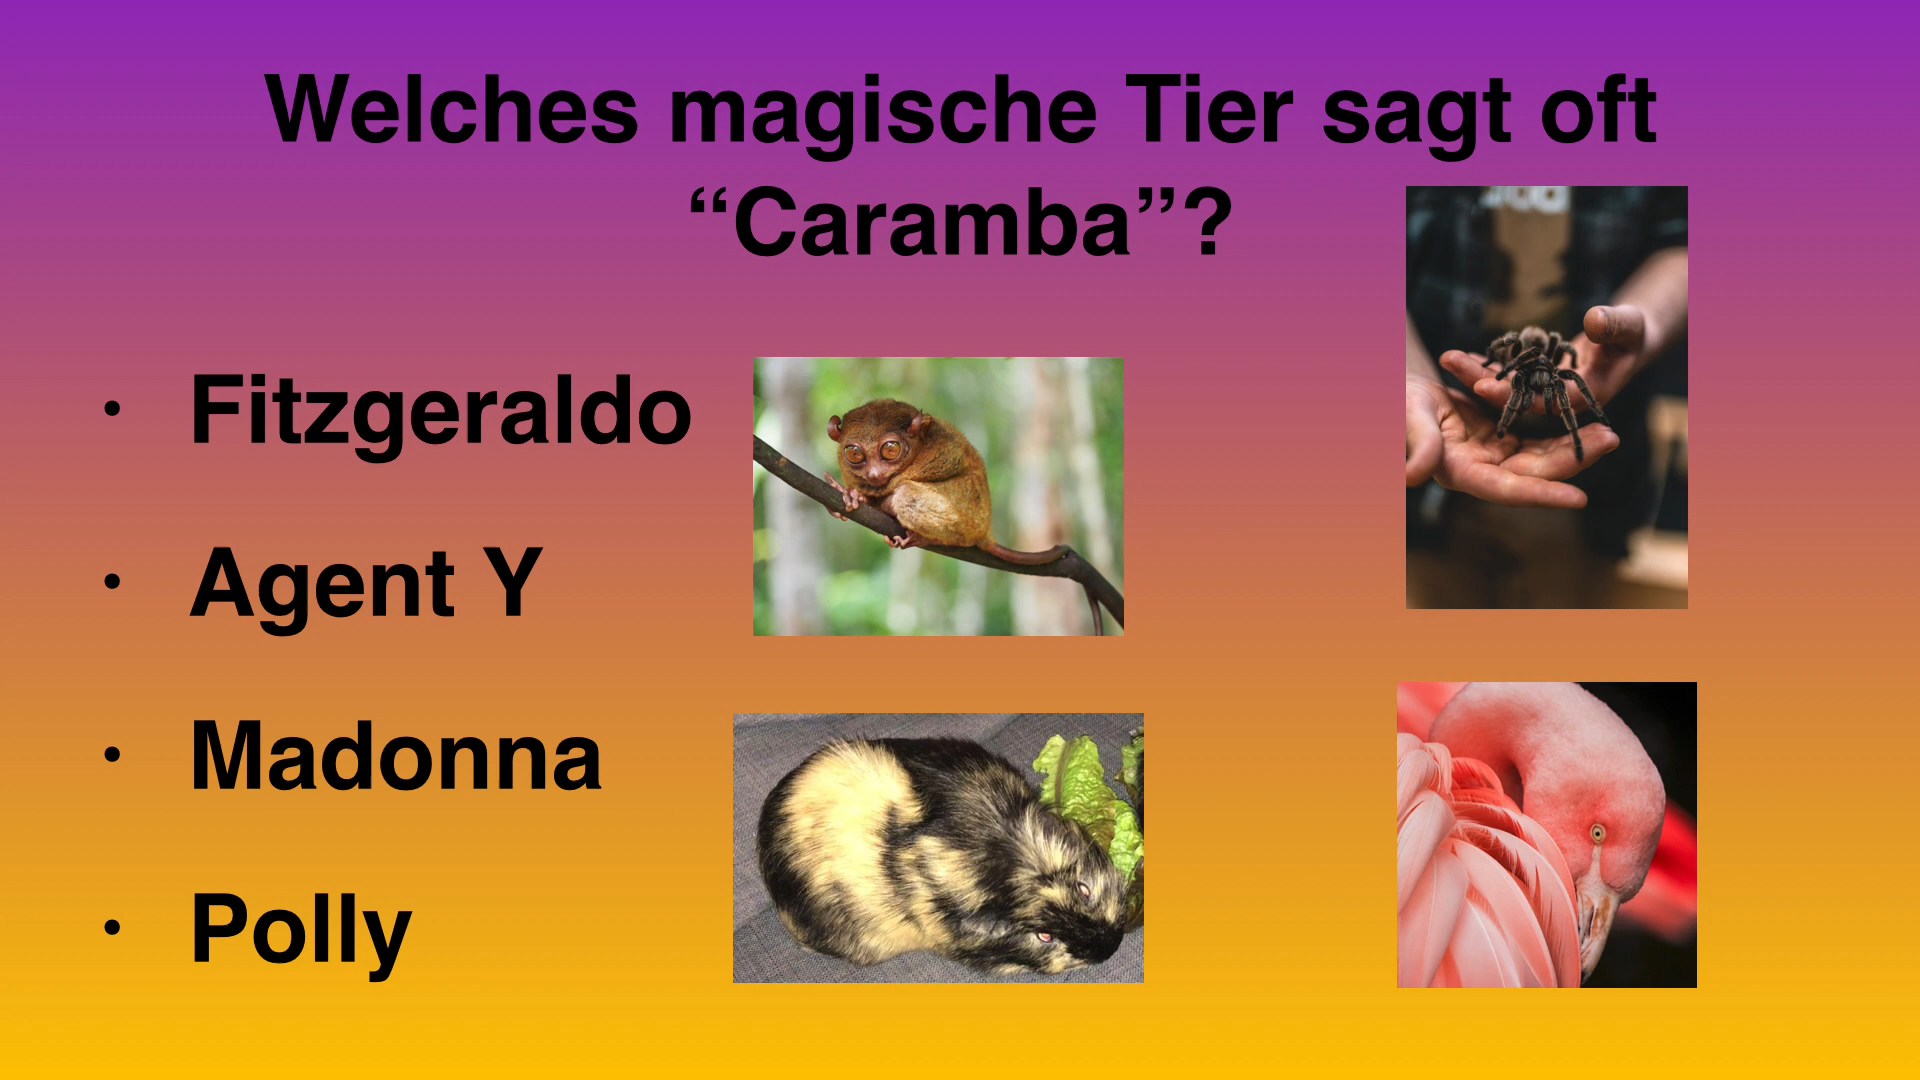 Welches magische Tier sagt oft
“Caramba”?
• Fitzgeraldo
• Agent Y
• Madonna
• Polly